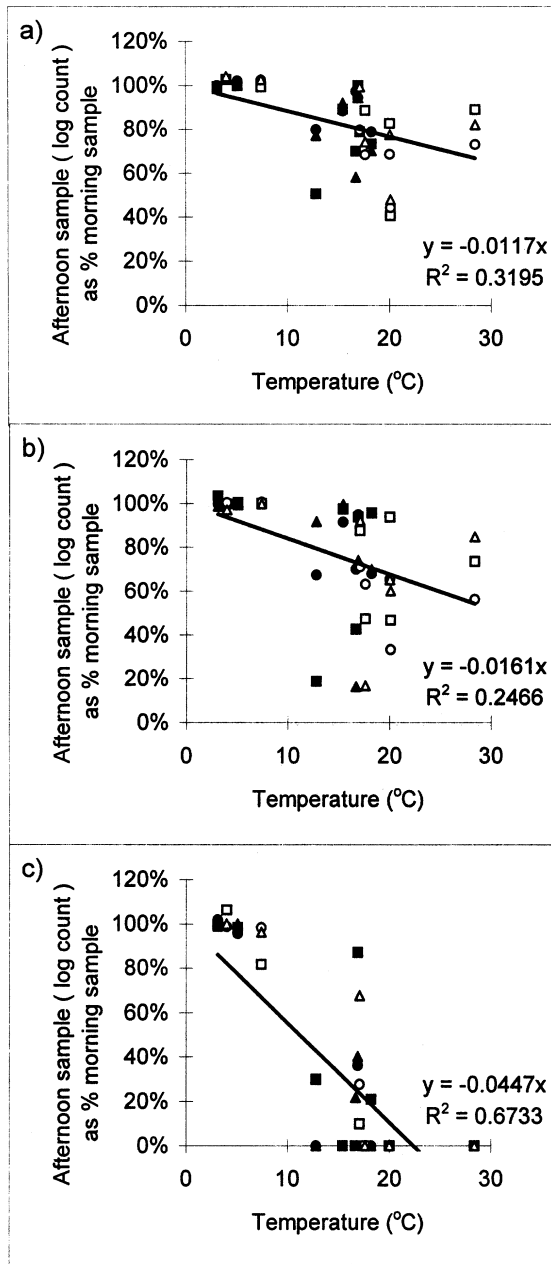 a)
Afternoon sample ( log count )
as % morning sample
120%
100%
80%
60%
40%
20%
0%
0 10 20 30
Temperature (°C)
y = -0.0117x
R² = 0.3195
b)
Afternoon sample ( log count )
as % morning sample
120%
100%
80%
60%
40%
20%
0%
0 10 20 30
Temperature (°C)
y = -0.0161x
R² = 0.2466
c)
Afternoon sample ( log count )
as % morning sample
120%
100%
80%
60%
40%
20%
0%
0 10 20 30
Temperature (°C)
y = -0.0447x
R² = 0.6733